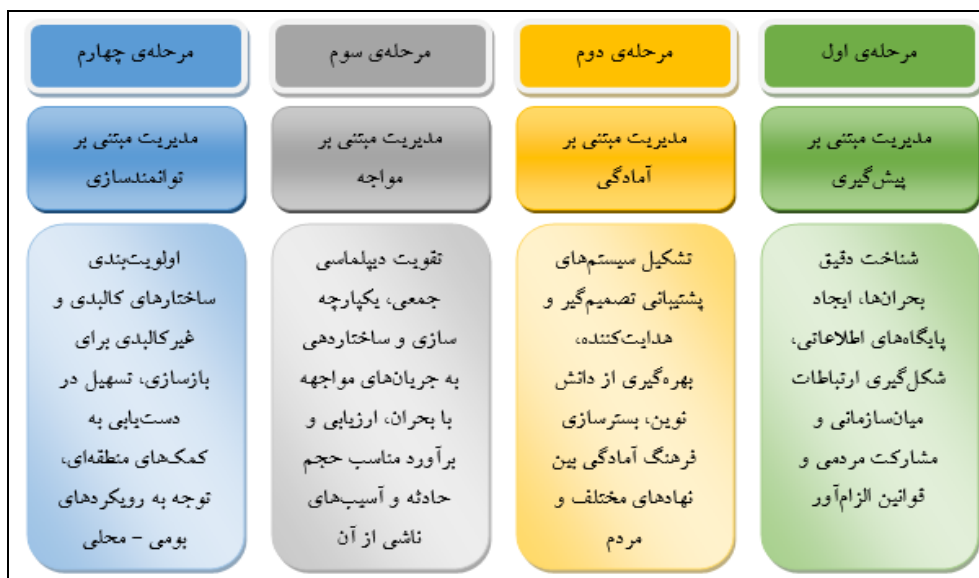 مرحله‌ی اول
مدیریت مبتنی بر
پیش‌گیری
شناخت دقیق
بحران‌ها، ایجاد
پایگاه‌های اطلاعاتی،
شکل‌گیری ارتباطات
میان‌سازمانی و
مشارکت مردمی و
قوانین الزام‌آور
مرحله‌ی دوم
مدیریت مبتنی بر
آمادگی
تشکیل سیستم‌های
پشتیبانی تصمیم‌گیر و
هدایت‌کننده،
بهره‌گیری از دانش
نوین، بسترسازی
فرهنگ آمادگی بین
نهادهای مختلف و
مردم
مرحله‌ی سوم
مدیریت مبتنی بر
مواجه
تقویت دیپلماسی
جمعی، یکپارچه
سازی و ساختاردهی
به جریان‌های مواجهه
با بحران، ارزیابی و
برآورد مناسب حجم
حادثه و آسیب‌های
ناشی از آن
مرحله‌ی چهارم
مدیریت مبتنی بر
توانمندسازی
اولویت‌بندی
ساختارهای کالبدی و
غیرکالبدی برای
بازسازی، تسهیل در
دست‌یابی به
کمک‌های منطقه‌ای،
توجه به رویکردهای
بومی - محلی